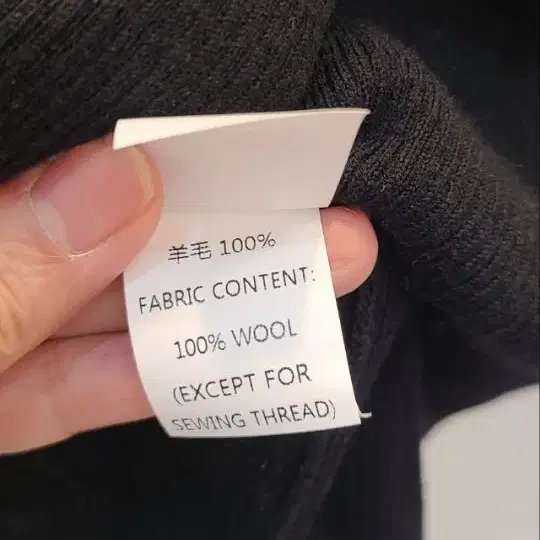 羊毛 100%
FABRIC CONTENT:
100% WOOL
(EXCEPT FOR
SEWING THREAD)